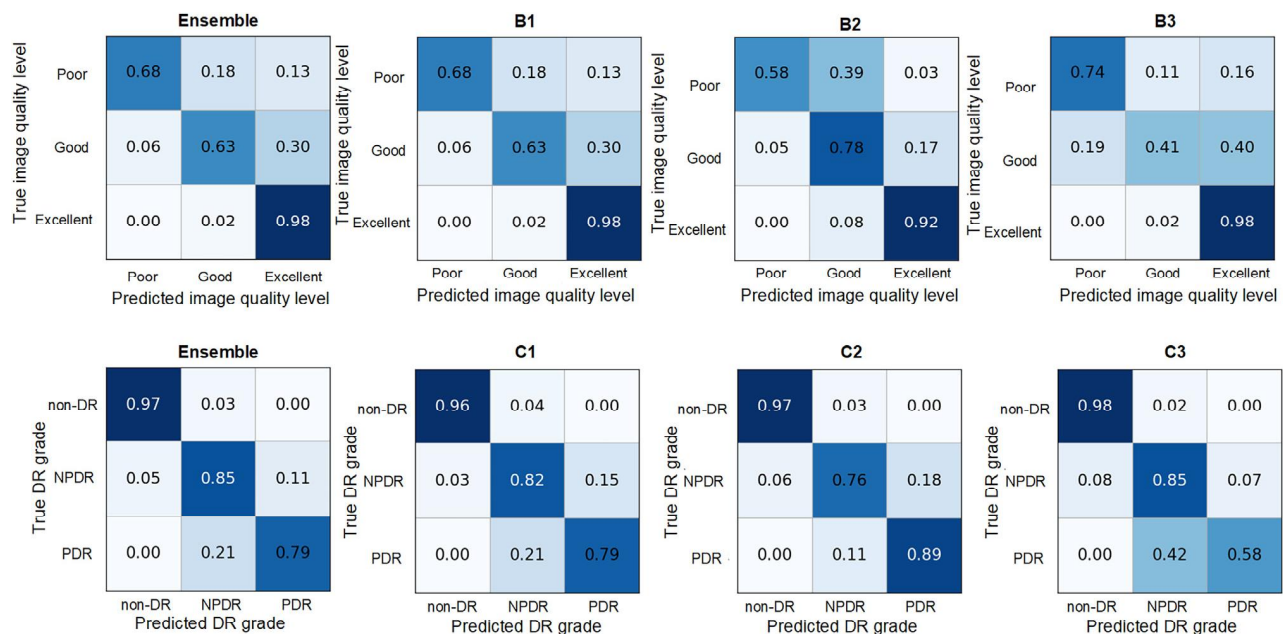 Ensemble B1 B2 B3
True image quality level True image quality level True image quality level True image quality level
Poor 0.68 0.18 0.13 Poor 0.68 0.18 0.13 Poor 0.58 0.39 0.03 Poor 0.74 0.11 0.16
Good 0.06 0.63 0.30 Good 0.06 0.63 0.30 Good 0.05 0.78 0.17 Good 0.19 0.41 0.40
Excellent 0.00 0.02 0.98 Excellent 0.00 0.02 0.98 Excellent 0.00 0.08 0.92 Excellent 0.00 0.02 0.98
Poor Good Excellent Poor Good Excellent Poor Good Excellent Poor Good Excellent
Predicted image quality level Predicted image quality level Predicted image quality level Predicted image quality level
Ensemble C1 C2 C3
True DR grade True DR grade True DR grade True DR grade
non-DR 0.97 0.03 0.00 non-DR 0.96 0.04 0.00 non-DR 0.97 0.03 0.00 non-DR 0.98 0.02 0.00
NPDR 0.05 0.85 0.11 NPDR 0.03 0.82 0.15 NPDR 0.06 0.76 0.18 NPDR 0.08 0.85 0.07
PDR 0.00 0.21 0.79 PDR 0.00 0.21 0.79 PDR 0.00 0.11 0.89 PDR 0.00 0.42 0.58
non-DR NPDR PDR non-DR NPDR PDR non-DR NPDR PDR non-DR NPDR PDR
Predicted DR grade Predicted DR grade Predicted DR grade Predicted DR grade